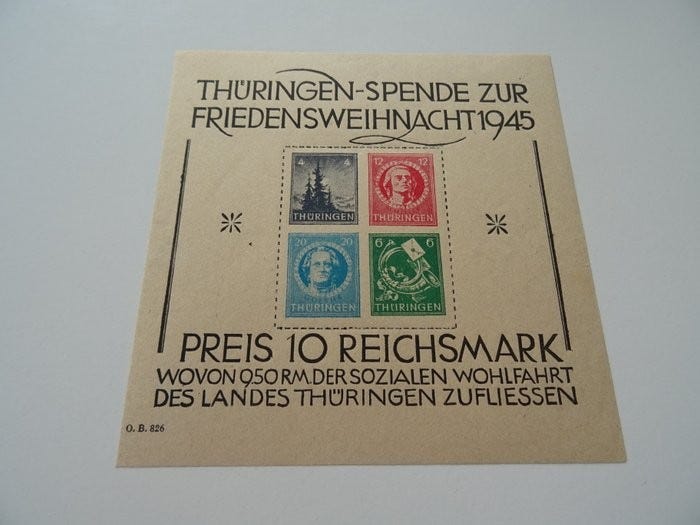 THÜRINGEN-SPENDE ZUR
FRIEDENSWEIHNACHT 1945
4 4
THÜRINGEN
12 12
THÜRINGEN
20 20
THÜRINGEN
6 6
THÜRINGEN
PREIS 10 REICHSMARK
WOVON 9.50 RM. DER SOZIALEN WOHLFAHRT
DES LANDES THÜRINGEN ZUFLIESSEN
O. B. 826